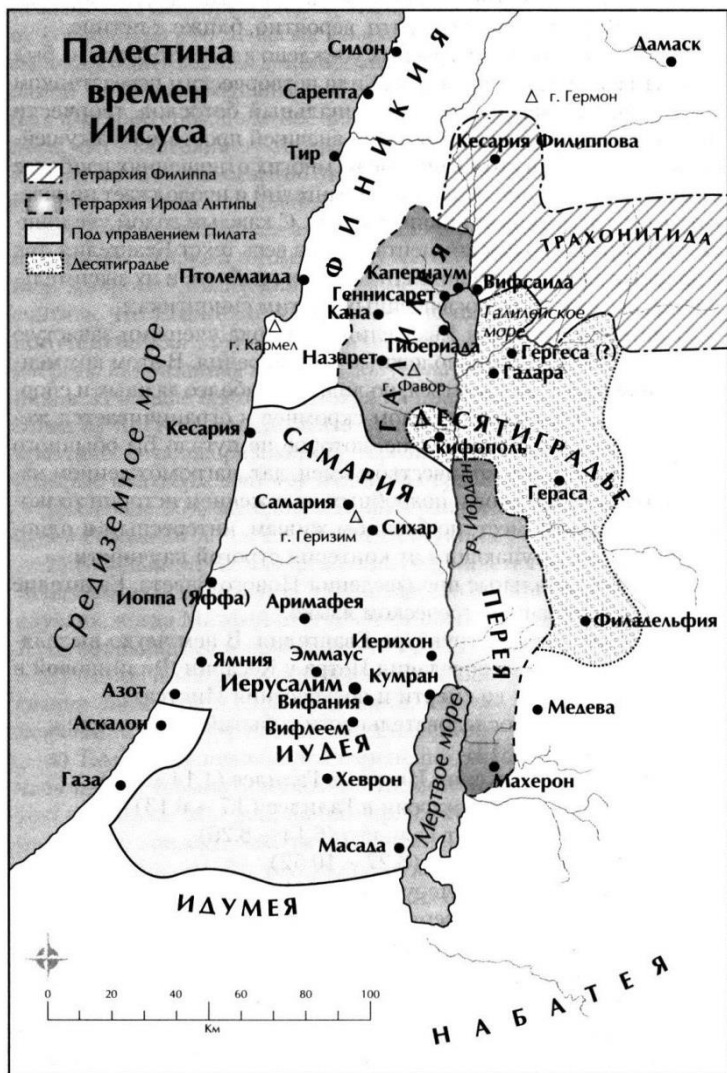 Палестина
времен
Иисуса
Тетрархия Филиппа
Тетрархия Ирода Антипы
Под управлением Пилата
Десятиградье
Сидон
Дамаск
Сарепта
г. Гермон
ФИНИКИЯ
Тир
Кесария Филиппова
ТРАХОНИТИДА
ГАЛИЛЕЯ
Капернаум
Вифсаида
Птолемаида
Геннисарет
Кана
Галилейское
море
г. Кармел
Тибериада
Гергеса (?)
Назарет
г. Фавор
Гадара
Средиземное море
Кесария
ДЕСЯТИГРАДЬЕ
САМАРИЯ
Скифополь
Самария
Гераса
г. Геризим
Сихар
р. Иордан
Иоппа (Яффа)
Аримафея
ПЕРЕЯ
Филадельфия
Ямния
Эммаус
Иерихон
Иерусалим
Кумран
Азот
Вифания
Медева
Аскалон
Вифлеем
ИУДЕЯ
Мертвое море
Газа
Хеврон
Махерон
Масада
ИДУМЕЯ
НАБАТЕЯ
0 20 40 60 80 100
Км